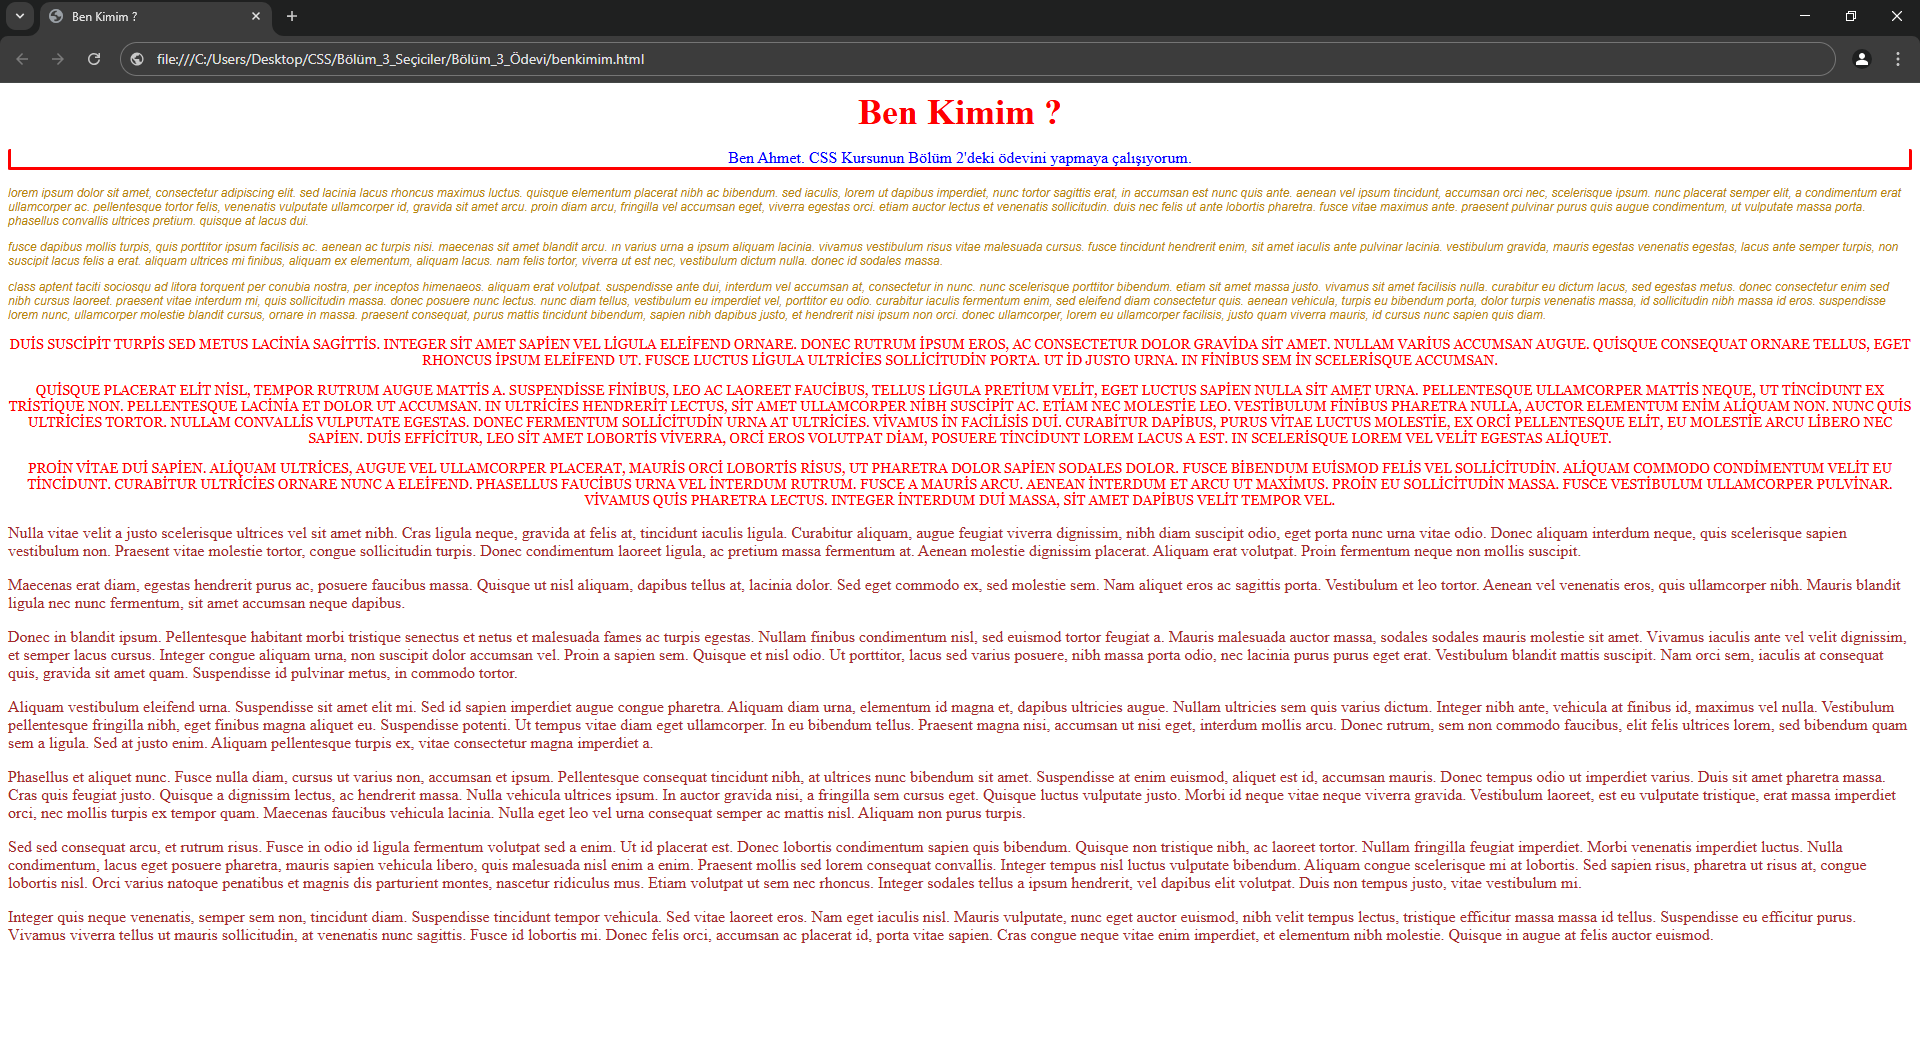 Ben Kimim ?
file:///C:/Users/Desktop/CSS/Bölüm_3_Seçiciler/Bölüm_3_Ödevi/benkimim.html
Ben Kimim ?
Ben Ahmet. CSS Kursunun Bölüm 2'deki ödevini yapmaya çalışıyorum.
lorem ipsum dolor sit amet, consectetur adipiscing elit. sed lacinia lacus rhoncus maximus luctus. quisque elementum placerat nibh ac bibendum. sed iaculis, lorem ut dapibus imperdiet, nunc tortor sagittis erat, in accumsan est nunc quis ante. aenean vel ipsum tincidunt, accumsan orci nec, scelerisque ipsum. nunc placerat semper elit, a condimentum erat
ullamcorper ac. pellentesque tortor felis, venenatis vulputate ullamcorper id, gravida sit amet arcu. proin diam arcu, fringilla vel accumsan eget, viverra egestas orci. etiam auctor lectus et venenatis sollicitudin. duis nec felis ut ante lobortis pharetra. fusce vitae maximus ante. praesent pulvinar purus quis augue condimentum, ut vulputate massa porta.
phasellus convallis ultrices pretium. quisque at lacus dui.
fusce dapibus mollis turpis, quis porttitor ipsum facilisis ac. aenean ac turpis nisl. maecenas sit amet blandit arcu. ın varius urna a ipsum aliquam lacinia. vivamus vestibulum risus vitae malesuada cursus. fusce tincidunt hendrerit enim, sit amet iaculis ante pulvinar lacinia. vestibulum gravida, mauris egestas venenatis egestas, lacus ante semper turpis, non
suscipit lacus felis a erat. aliquam ultrices mi finibus, aliquam ex elementum, aliquam lacus. nam felis tortor, viverra ut est nec, vestibulum dictum nulla. donec id sodales massa.
class aptent taciti sociosqu ad litora torquent per conubia nostra, per inceptos himenaeos. aliquam erat volutpat. suspendisse ante dui, interdum vel accumsan at, consectetur in nunc. nunc scelerisque porttitor bibendum. etiam sit amet massa justo. vivamus sit amet facilisis nulla. curabitur eu dictum lacus, sed egestas metus. donec consectetur enim sed
nibh cursus laoreet. praesent vitae interdum mi, quis sollicitudin massa. donec posuere nunc lectus. nunc diam tellus, vestibulum eu imperdiet vel, porttitor eu odio. curabitur iaculis fermentum enim, sed eleifend diam consectetur quis. aenean vehicula, turpis eu bibendum porta, dolor turpis venenatis massa, id sollicitudin nibh massa id eros. suspendisse
lorem nunc, ullamcorper molestie blandit cursus, ornare in massa. praesent consequat, purus mattis tincidunt bibendum, sapien nibh dapibus justo, et hendrerit nisi ipsum non orci. donec ullamcorper, lorem eu ullamcorper facilisis, justo quam viverra mauris, id cursus nunc sapien quis diam.
DUİS SUSCİPİT TURPİS SED METUS LACİNİA SAGİTTİS. INTEGER SİT AMET SAPİEN VEL LİGULA ELEİFEND ORNARE. DONEC RUTRUM İPSUM EROS, AC CONSECTETUR DOLOR GRAVİDA SİT AMET. NULLAM VARİUS ACCUMSAN AUGUE. QUİSQUE CONSEQUAT ORNARE TELLUS, EGET
RHONCUS İPSUM ELEİFEND UT. FUSCE LUCTUS LİGULA ULTRİCİES SOLLİCİTUDİN PORTA. UT İD JUSTO URNA. IN FİNİBUS SEM İN SCELERİSQUE ACCUMSAN.
QUİSQUE PLACERAT ELİT NİSL, TEMPOR RUTRUM AUGUE MATTİS A. SUSPENDİSSE FİNİBUS, LEO AC LAOREET FAUCİBUS, TELLUS LİGULA PRETİUM VELİT, EGET LUCTUS SAPİEN NULLA SİT AMET URNA. PELLENTESQUE ULLAMCORPER MATTİS NEQUE, UT TİNCİDUNT EX
TRİSTİQUE NON. PELLENTESQUE LACİNİA ET DOLOR UT ACCUMSAN. IN ULTRİCİES HENDRERİT LECTUS, SİT AMET ULLAMCORPER NİBH SUSCİPİT AC. ETİAM NEC MOLESTİE LEO. VESTİBULUM FİNİBUS PHARETRA NULLA, AUCTOR ELEMENTUM ENİM ALİQUAM NON. NUNC QUİS
ULTRİCİES TORTOR. NULLAM CONVALLİS VULPUTATE EGESTAS. DONEC FERMENTUM SOLLİCİTUDİN URNA AT ULTRİCİES. VİVAMUS İN FACİLİSİS DUİ. CURABİTUR DAPİBUS, PURUS VİTAE LUCTUS MOLESTİE, EX ORCİ PELLENTESQUE ELİT, EU MOLESTİE ARCU LİBERO NEC
SAPİEN. DUİS EFFİCİTUR, LEO SİT AMET LOBORTİS VİVERRA, ORCİ EROS VOLUTPAT DİAM, POSUERE TİNCİDUNT LOREM LACUS A EST. IN SCELERİSQUE LOREM VEL VELİT EGESTAS ALİQUET.
PROİN VİTAE DUİ SAPİEN. ALİQUAM ULTRİCES, AUGUE VEL ULLAMCORPER PLACERAT, MAURİS ORCİ LOBORTİS RİSUS, UT PHARETRA DOLOR SAPİEN SODALES DOLOR. FUSCE BİBENDUM EUİSMOD FELİS VEL SOLLİCİTUDİN. ALİQUAM COMMODO CONDİMENTUM VELİT EU
TİNCİDUNT. CURABİTUR ULTRİCİES ORNARE NUNC A ELEİFEND. PHASELLUS FAUCİBUS URNA VEL İNTERDUM RUTRUM. FUSCE A MAURİS ARCU. AENEAN İNTERDUM ET ARCU UT MAXİMUS. PROİN EU SOLLİCİTUDİN MASSA. FUSCE VESTİBULUM ULLAMCORPER PULVİNAR.
VİVAMUS QUİS PHARETRA LECTUS. INTEGER İNTERDUM DUİ MASSA, SİT AMET DAPİBUS VELİT TEMPOR VEL.
Nulla vitae velit a justo scelerisque ultrices vel sit amet nibh. Cras ligula neque, gravida at felis at, tincidunt iaculis ligula. Curabitur aliquam, augue feugiat viverra dignissim, nibh diam suscipit odio, eget porta nunc urna vitae odio. Donec aliquam interdum neque, quis scelerisque sapien
vestibulum non. Praesent vitae molestie tortor, congue sollicitudin turpis. Donec condimentum laoreet ligula, ac pretium massa fermentum at. Aenean molestie dignissim placerat. Aliquam erat volutpat. Proin fermentum neque non mollis suscipit.
Maecenas erat diam, egestas hendrerit purus ac, posuere faucibus massa. Quisque ut nisl aliquam, dapibus tellus at, lacinia dolor. Sed eget commodo ex, sed molestie sem. Nam aliquet eros ac sagittis porta. Vestibulum et leo tortor. Aenean vel venenatis eros, quis ullamcorper nibh. Mauris blandit
ligula nec nunc fermentum, sit amet accumsan neque dapibus.
Donec in blandit ipsum. Pellentesque habitant morbi tristique senectus et netus et malesuada fames ac turpis egestas. Nullam finibus condimentum nisl, sed euismod tortor feugiat a. Mauris malesuada auctor massa, sodales sodales mauris molestie sit amet. Vivamus iaculis ante vel velit dignissim,
et semper lacus cursus. Integer congue aliquam urna, non suscipit dolor accumsan vel. Proin a sapien sem. Quisque et nisl odio. Ut porttitor, lacus sed varius posuere, nibh massa porta odio, nec lacinia purus purus eget erat. Vestibulum blandit mattis suscipit. Nam orci sem, iaculis at consequat
quis, gravida sit amet quam. Suspendisse id pulvinar metus, in commodo tortor.
Aliquam vestibulum eleifend urna. Suspendisse sit amet elit mi. Sed id sapien imperdiet augue congue pharetra. Aliquam diam urna, elementum id magna et, dapibus ultricies augue. Nullam ultricies sem quis varius dictum. Integer nibh ante, vehicula at finibus id, maximus vel nulla. Vestibulum
pellentesque fringilla nibh, eget finibus magna aliquet eu. Suspendisse potenti. Ut tempus vitae diam eget ullamcorper. In eu bibendum tellus. Praesent magna nisi, accumsan ut nisi eget, interdum mollis arcu. Donec rutrum, sem non commodo faucibus, elit felis ultrices lorem, sed bibendum quam
sem a ligula. Sed at justo enim. Aliquam pellentesque turpis ex, vitae consectetur magna imperdiet a.
Phasellus et aliquet nunc. Fusce nulla diam, cursus ut varius non, accumsan et ipsum. Pellentesque consequat tincidunt nibh, at ultrices nunc bibendum sit amet. Suspendisse at enim euismod, aliquet est id, accumsan mauris. Donec tempus odio ut imperdiet varius. Duis sit amet pharetra massa.
Cras quis feugiat justo. Quisque a dignissim lectus, ac hendrerit massa. Nulla vehicula ultrices ipsum. In auctor gravida nisi, a fringilla sem cursus eget. Quisque luctus vulputate justo. Morbi id neque vitae neque viverra gravida. Vestibulum laoreet, est eu vulputate tristique, erat massa imperdiet
orci, nec mollis turpis ex tempor quam. Maecenas faucibus vehicula lacinia. Nulla eget leo vel urna consequat semper ac mattis nisl. Aliquam non purus turpis.
Sed sed consequat arcu, et rutrum risus. Fusce in odio id ligula fermentum volutpat sed a enim. Ut id placerat est. Donec lobortis condimentum sapien quis bibendum. Quisque non tristique nibh, ac laoreet tortor. Nullam fringilla feugiat imperdiet. Morbi venenatis imperdiet luctus. Nulla
condimentum, lacus eget posuere pharetra, mauris sapien vehicula libero, quis malesuada nisl enim a enim. Praesent mollis sed lorem consequat convallis. Integer tempus nisl luctus vulputate bibendum. Aliquam congue scelerisque mi at lobortis. Sed sapien risus, pharetra ut risus at, congue
lobortis nisl. Orci varius natoque penatibus et magnis dis parturient montes, nascetur ridiculus mus. Etiam volutpat ut sem nec rhoncus. Integer sodales tellus a ipsum hendrerit, vel dapibus elit volutpat. Duis non tempus justo, vitae vestibulum mi.
Integer quis neque venenatis, semper sem non, tincidunt diam. Suspendisse tincidunt tempor vehicula. Sed vitae laoreet eros. Nam eget iaculis nisl. Mauris vulputate, nunc eget auctor euismod, nibh velit tempus lectus, tristique efficitur massa massa id tellus. Suspendisse eu efficitur purus.
Vivamus viverra tellus ut mauris sollicitudin, at venenatis nunc sagittis. Fusce id lobortis mi. Donec felis orci, accumsan ac placerat id, porta vitae sapien. Cras congue neque vitae enim imperdiet, et elementum nibh molestie. Quisque in augue at felis auctor euismod.